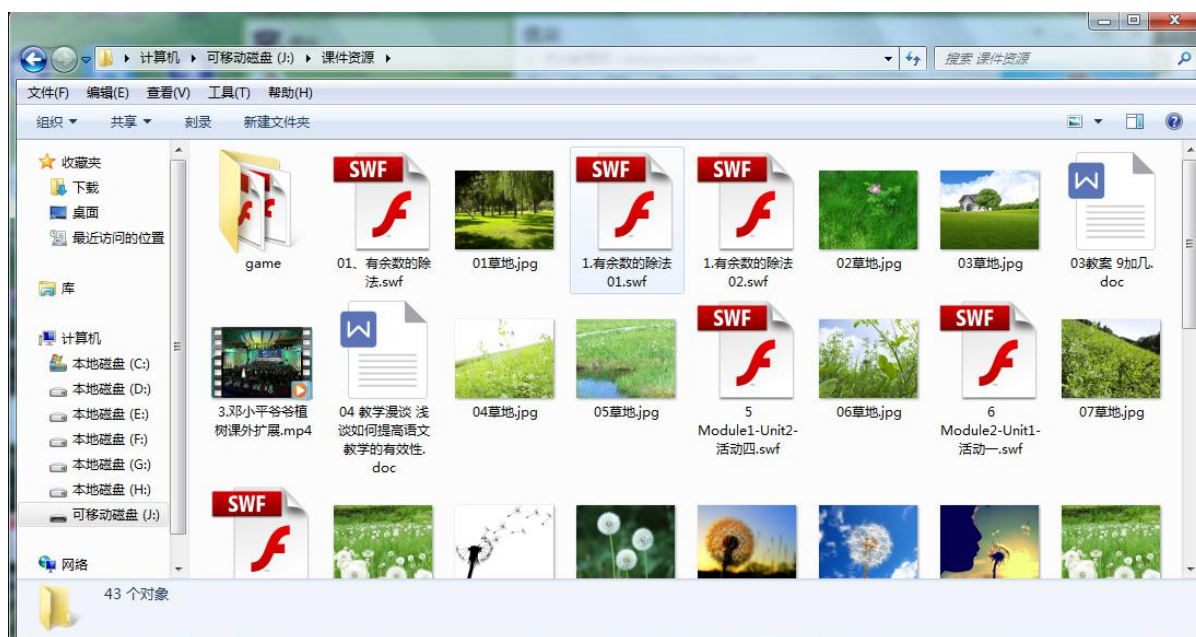 计算机 ▸ 可移动磁盘 (J:) ▸ 课件资源 ▸
搜索 课件资源
文件(F) 编辑(E) 查看(V) 工具(T) 帮助(H)
组织 共享 刻录 新建文件夹
收藏夹
下载
桌面
最近访问的位置
库
计算机
本地磁盘 (C:)
本地磁盘 (D:)
本地磁盘 (E:)
本地磁盘 (F:)
本地磁盘 (G:)
本地磁盘 (H:)
可移动磁盘 (J:)
网络
game
SWF
01、有余数的除
法.swf
01草地.jpg
SWF
1.有余数的除法
01.swf
SWF
1.有余数的除法
02.swf
02草地.jpg
03草地.jpg
W
03教案 9加几.
doc
3.邓小平爷爷植
树课外扩展.mp4
W
04 教学漫谈 浅
谈如何提高语文
教学的有效性.
doc
04草地.jpg
05草地.jpg
SWF
5
Module1-Unit2-
活动四.swf
06草地.jpg
SWF
6
Module2-Unit1-
活动一.swf
07草地.jpg
SWF
43 个对象